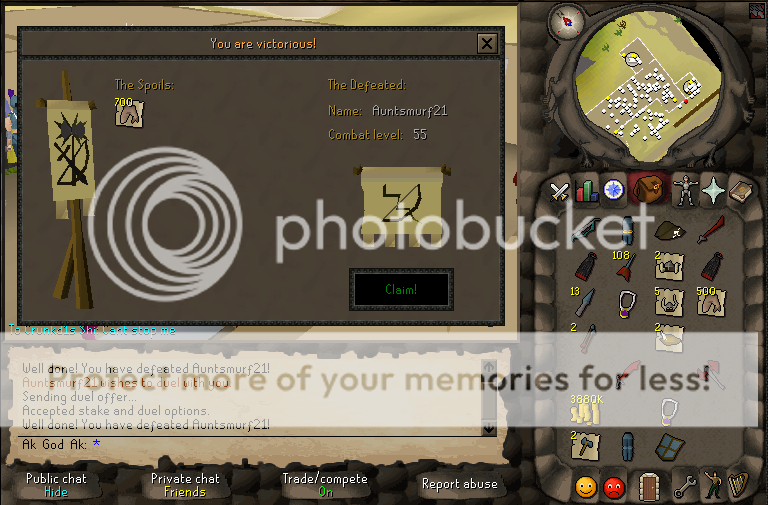 You are victorious!
The Spoils:
700
The Defeated:
Name: Auntsmurf21
Combat level: 55
Claim!
photobucket
108
2
13
5
500
2
2
3880K
2
Well done! You have defeated Auntsmurf21!
Auntsmurf21 wishes to duel with you
Sending duel offer...
Accepted stake and duel options.
Well done! You have defeated Auntsmurf21!
Ak God Ak: *
more of your memories for less!
Public chat
Hide
Private chat
Friends
Trade/compete
On
Report abuse